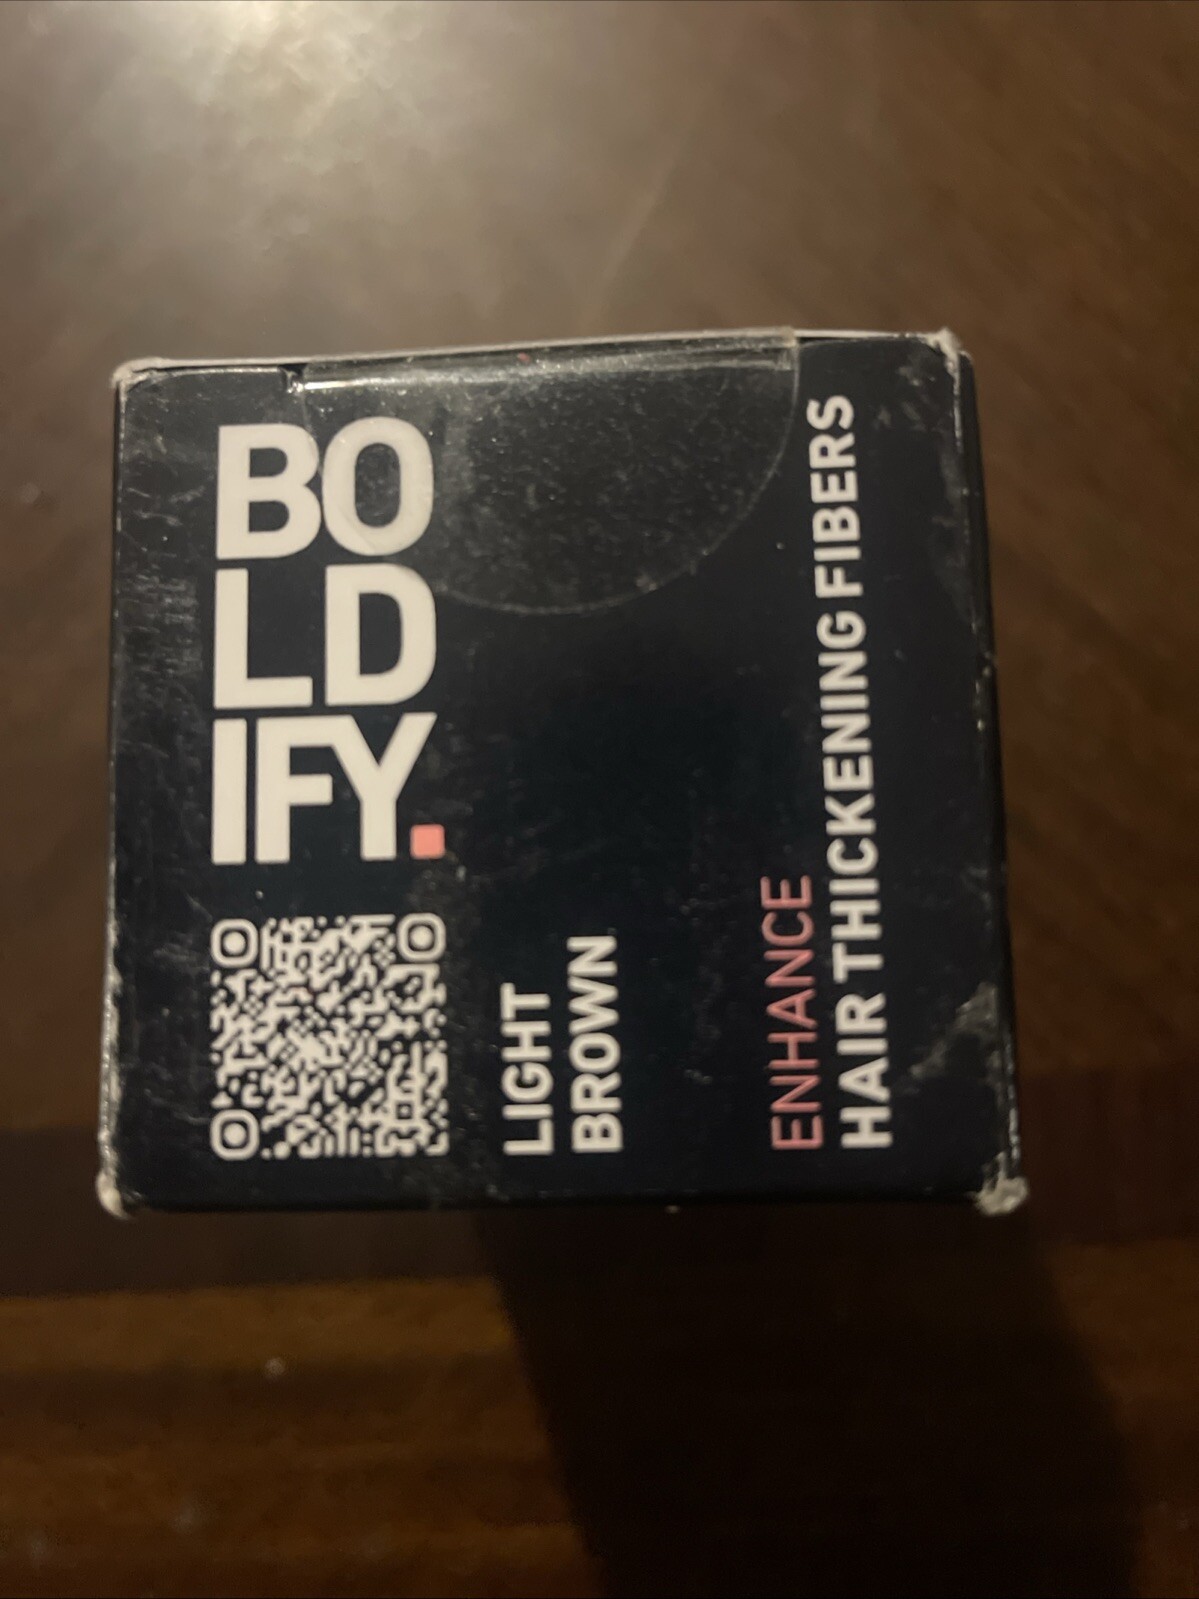 BO
LD
IFY.
LIGHT
BROWN
ENHANCE
HAIR THICKENING FIBERS